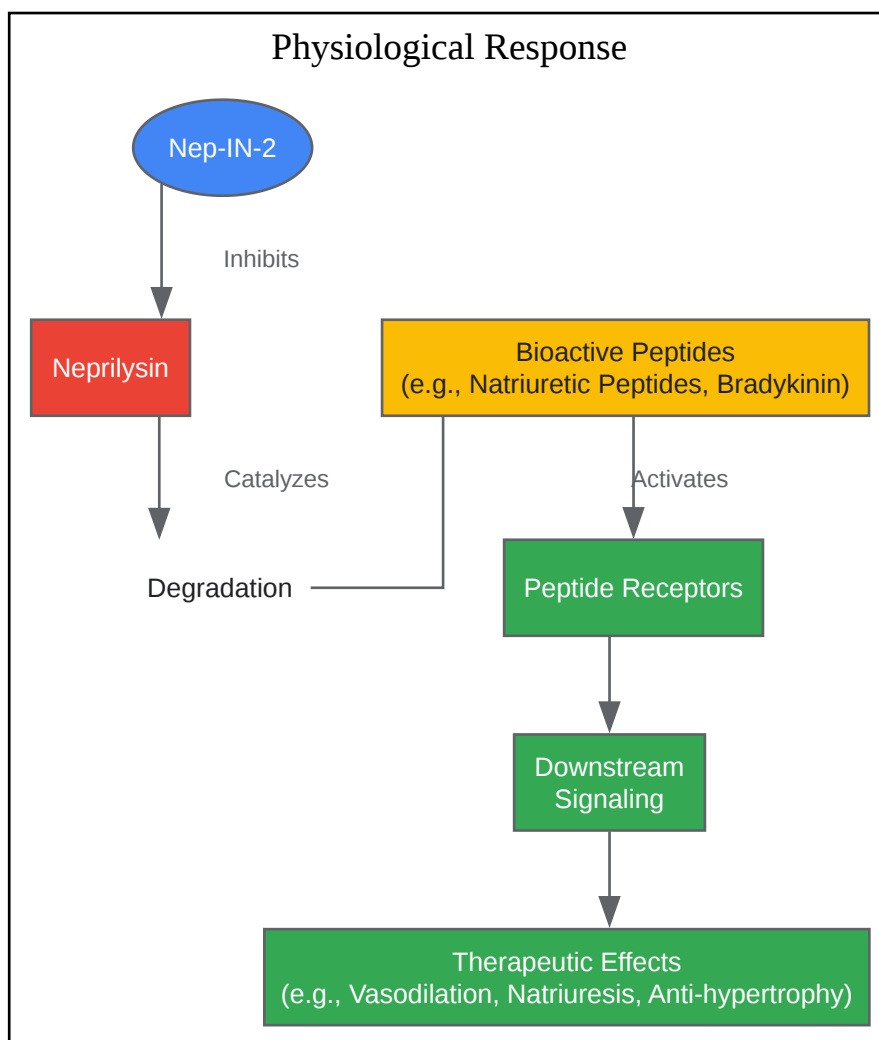 Physiological Response
Nep-IN-2
Inhibits
Neprilysin
Bioactive Peptides
(e.g., Natriuretic Peptides, Bradykinin)
Catalyzes
Activates
Degradation
Peptide Receptors
Downstream
Signaling
Therapeutic Effects
(e.g., Vasodilation, Natriuresis, Anti-hypertrophy)